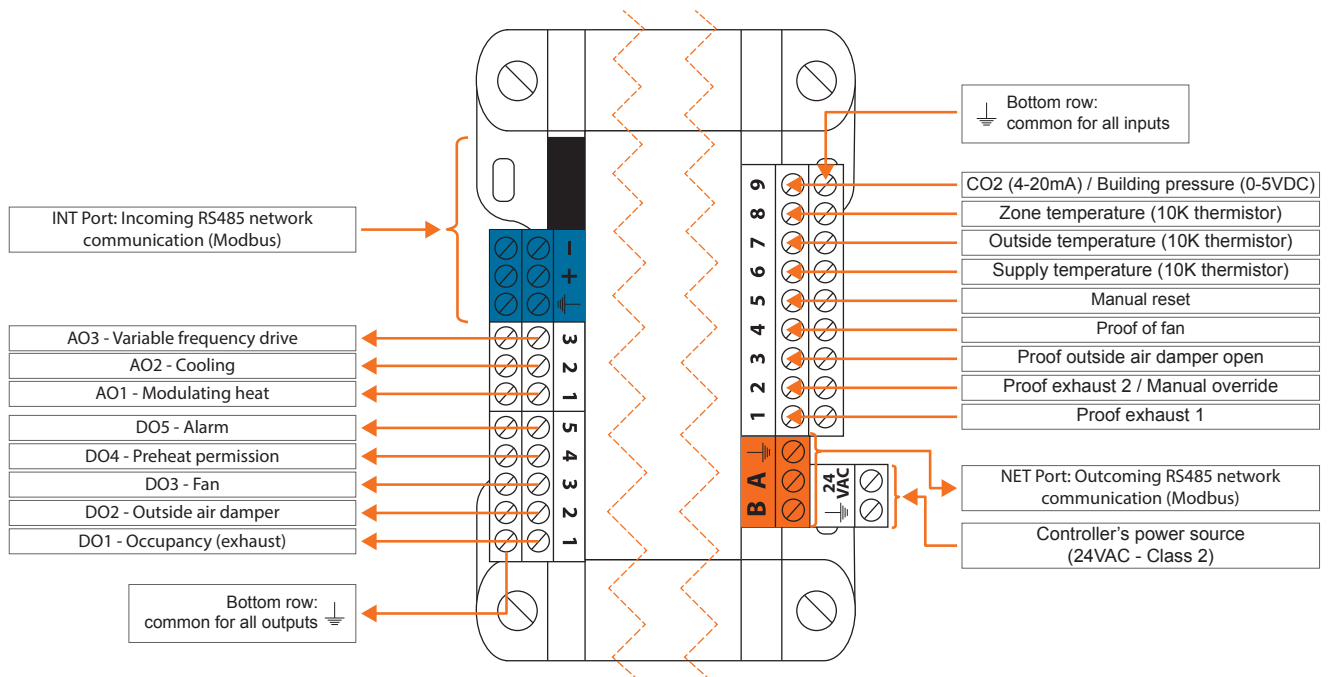 INT Port: Incoming RS485 network
communication (Modbus)
AO3 - Variable frequency drive
AO2 - Cooling
AO1 - Modulating heat
DO5 - Alarm
DO4 - Preheat permission
DO3 - Fan
DO2 - Outside air damper
DO1 - Occupancy (exhaust)
Bottom row:
common for all outputs
–
+
3
2
1
5
4
3
2
1
9
8
7
6
5
4
3
2
1
A
B
24
VAC
Bottom row:
common for all inputs
CO2 (4-20mA) / Building pressure (0-5VDC)
Zone temperature (10K thermistor)
Outside temperature (10K thermistor)
Supply temperature (10K thermistor)
Manual reset
Proof of fan
Proof outside air damper open
Proof exhaust 2 / Manual override
Proof exhaust 1
NET Port: Outcoming RS485 network
communication (Modbus)
Controller's power source
(24VAC - Class 2)